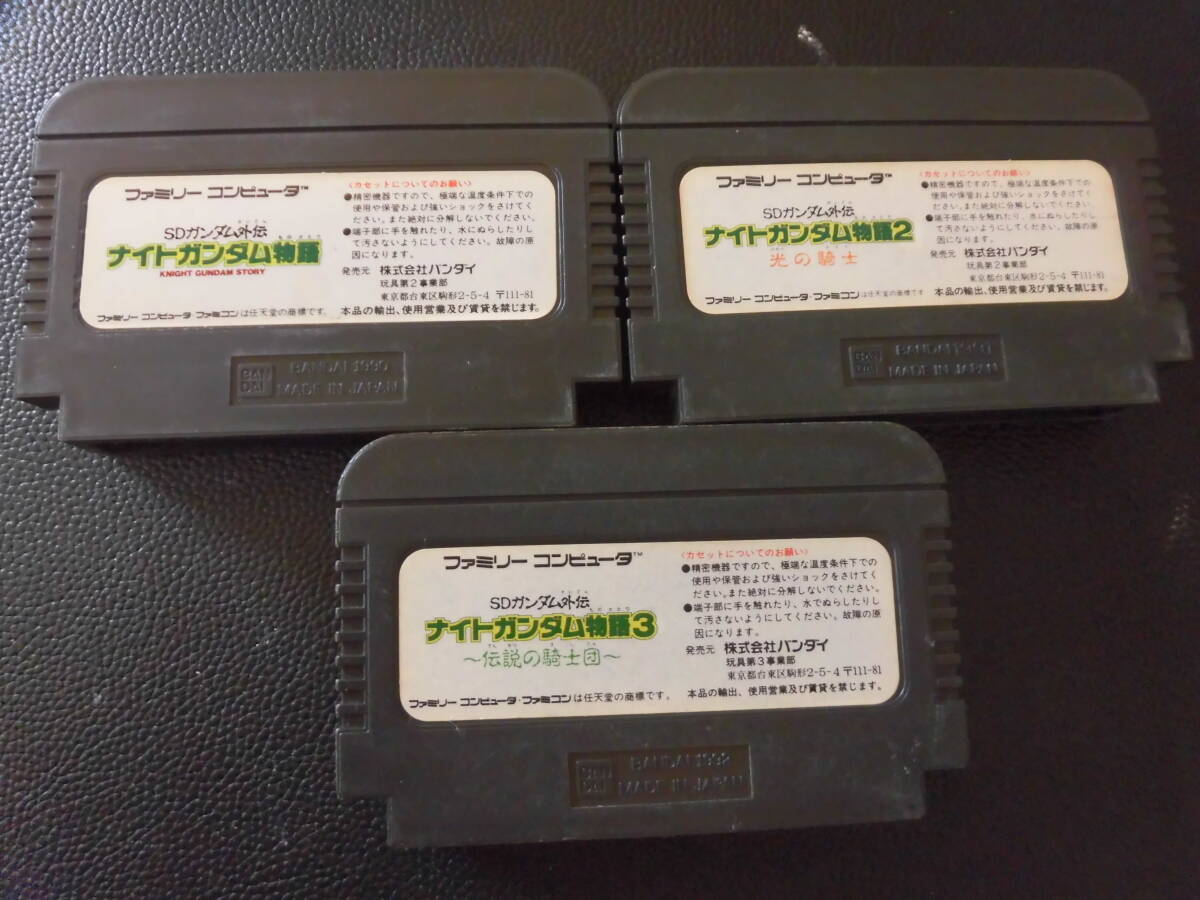 ファミリー コンピュータ™
SDガンダム外伝
ナイトガンダム物語
KNIGHT GUNDAM STORY
ファミリー コンピュータ・ファミコンは任天堂の商標です。
〈カセットについてのお願い〉
●精密機器ですので、極端な温度条件下での
使用や保管および強いショックをさけてく
ださい。また絶対に分解しないでください。
●端子部に手を触れたり、水にぬらしたりし
て汚さないようにしてください。故障の原
因になります。
発売元 株式会社バンダイ
玩具第2事業部
東京都台東区駒形2-5-4 〒111-81
本品の輸出、使用営業及び賃貸を禁じます。
BAN
DAI
BANDAI 1990
MADE IN JAPAN
ファミリー コンピュータ™
SDガンダム外伝
ナイトガンダム物語2
光の騎士
ファミリー コンピュータ・ファミコンは任天堂の商標です
〈カセットについてのお願い〉
●精密機器ですので、極端な温度条件下での
使用や保管および強いショックをさけてく
ださい。また絶対に分解しないでください。
●端子部に手を触れたり、水にぬらしたりし
て汚さないようにしてください。故障の原
因になります。
発売元 株式会社バンダイ
玩具第2事業部
東京都台東区駒形2-5-4 〒111-81
本品の輸出、使用営業及び賃貸を禁じます。
BAN
DAI
BANDAI 1991
MADE IN JAPAN
ファミリー コンピュータ™
SDガンダム外伝
ナイトガンダム物語3
〜伝説の騎士団〜
ファミリー コンピュータ・ファミコンは任天堂の商標です。
〈カセットについてのお願い〉
●精密機器ですので、極端な温度条件下での
使用や保管および強いショックをさけてく
ださい。また絶対に分解しないでください。
●端子部に手を触れたり、水でぬらしたりし
て汚さないようにしてください。故障の原
因になります。
発売元 株式会社バンダイ
玩具第3事業部
東京都台東区駒形2-5-4 〒111-81
本品の輸出、使用営業及び賃貸を禁じます。
BAN
DAI
BANDAI 1992
MADE IN JAPAN